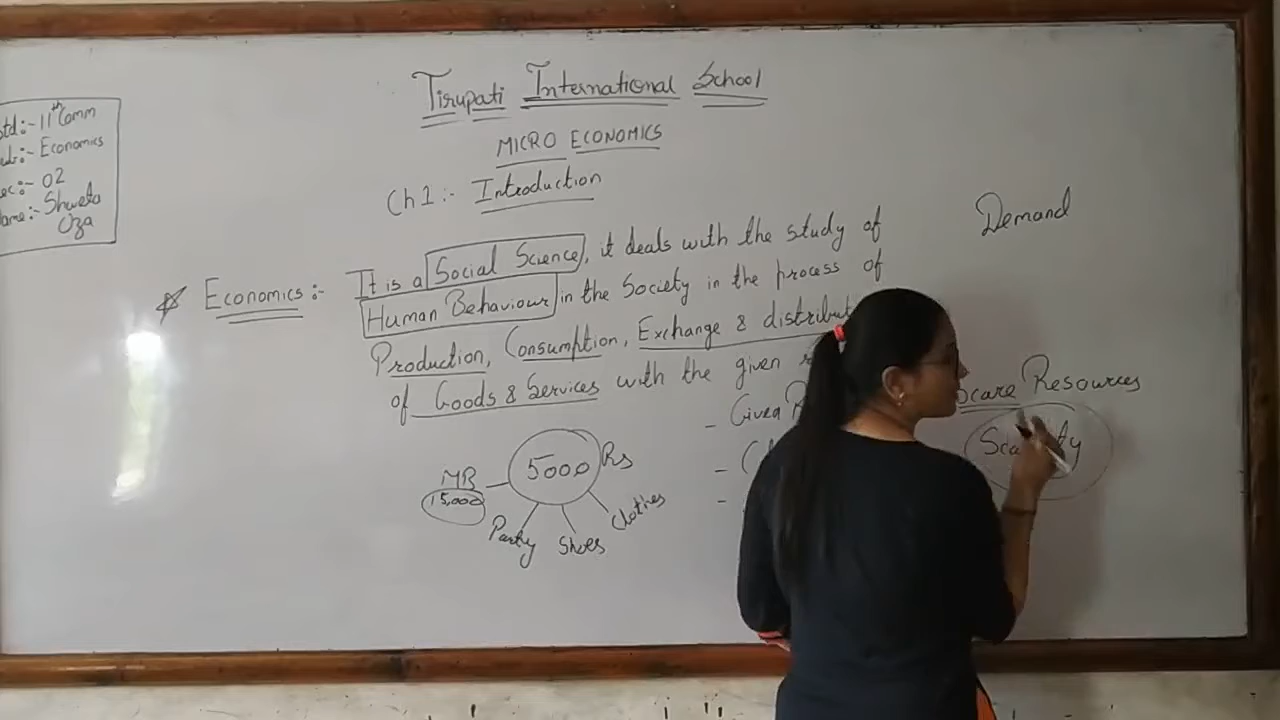 Std:- 11th Comm
Sub:- Economics
Lec:- 02
Name:- Shweta
Oza
Tirupati International School
MICRO ECONOMICS
Ch 1:- Introduction
Demand
Economics:- It is a Social Science, it deals with the study of
Human Behaviour in the Society in the process of
Production, Consumption, Exchange & distribut
of Goods & Services with the given
- Given
Scare Resources
-
-
5000 Rs
MR
15,000
Party
Shoes
Clothes